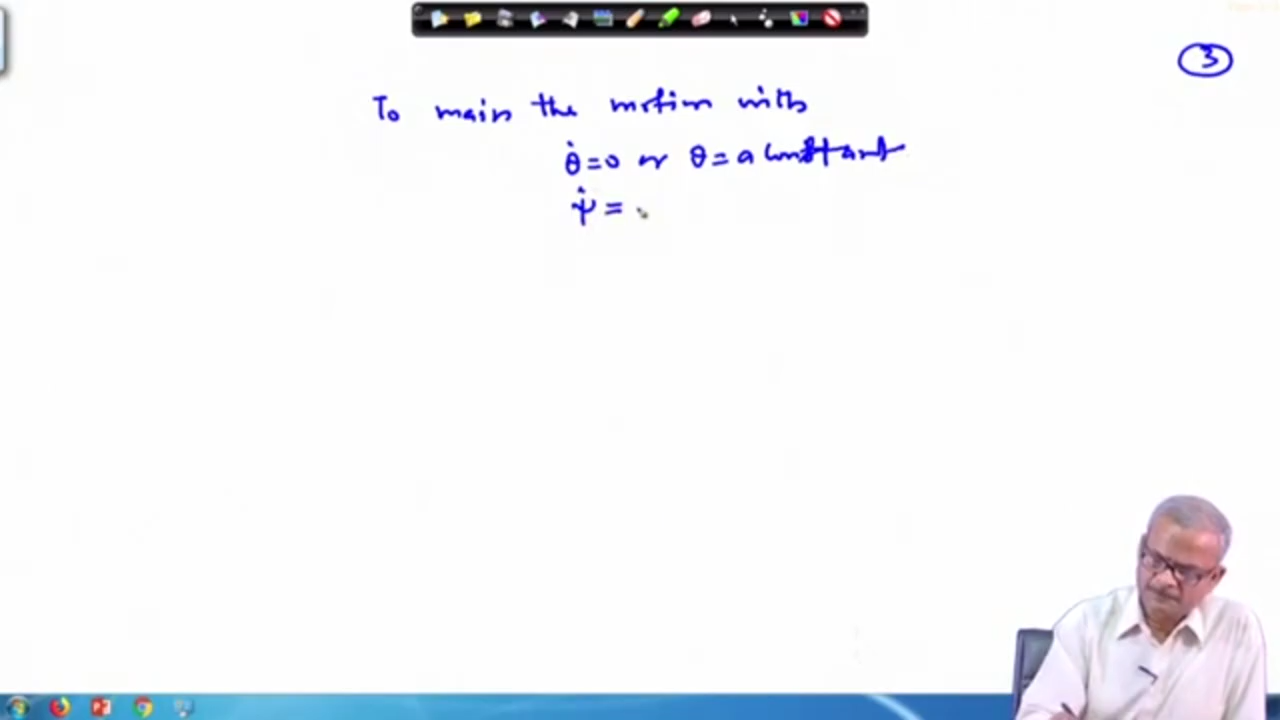 3
To main the motion with
θ̇ = 0 or θ = a constant
ψ̇ =